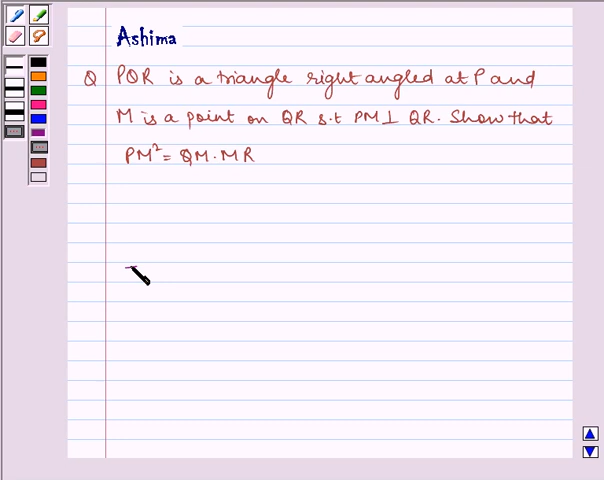 Ashima
Q PQR is a triangle right angled at P and
M is a point on QR s.t PM⊥ QR. Show that
PM² = QM · MR